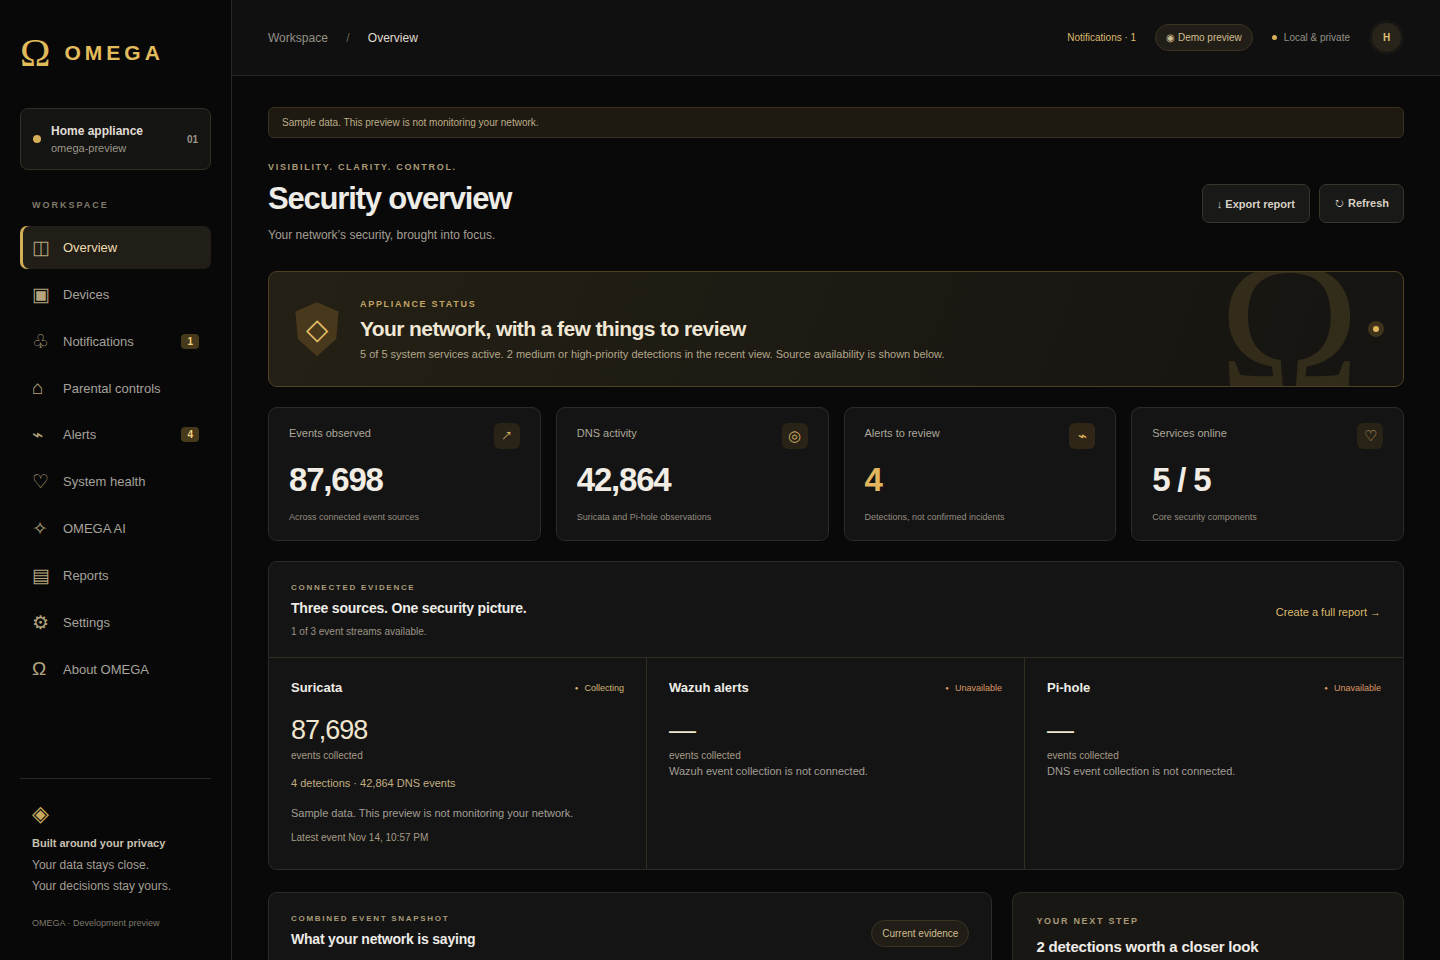 Ω OMEGA
Home appliance
omega-preview
01
WORKSPACE
Overview
Devices
Notifications 1
Parental controls
Alerts 4
System health
OMEGA AI
Reports
Settings
Ω About OMEGA
Built around your privacy
Your data stays close.
Your decisions stay yours.
OMEGA · Development preview
Workspace / Overview
Notifications · 1
Demo preview
Local & private
H
Sample data. This preview is not monitoring your network.
VISIBILITY. CLARITY. CONTROL.
Security overview
Your network’s security, brought into focus.
↓ Export report
↻ Refresh
APPLIANCE STATUS
Your network, with a few things to review
5 of 5 system services active. 2 medium or high-priority detections in the recent view. Source availability is shown below.
Ω
Events observed
87,698
Across connected event sources
DNS activity
42,864
Suricata and Pi-hole observations
Alerts to review
4
Detections, not confirmed incidents
Services online
5 / 5
Core security components
CONNECTED EVIDENCE
Three sources. One security picture.
1 of 3 event streams available.
Create a full report →
Suricata
• Collecting
87,698
events collected
4 detections · 42,864 DNS events
Sample data. This preview is not monitoring your network.
Latest event Nov 14, 10:57 PM
Wazuh alerts
• Unavailable
—
events collected
Wazuh event collection is not connected.
Pi-hole
• Unavailable
—
events collected
DNS event collection is not connected.
COMBINED EVENT SNAPSHOT
What your network is saying
Current evidence
YOUR NEXT STEP
2 detections worth a closer look